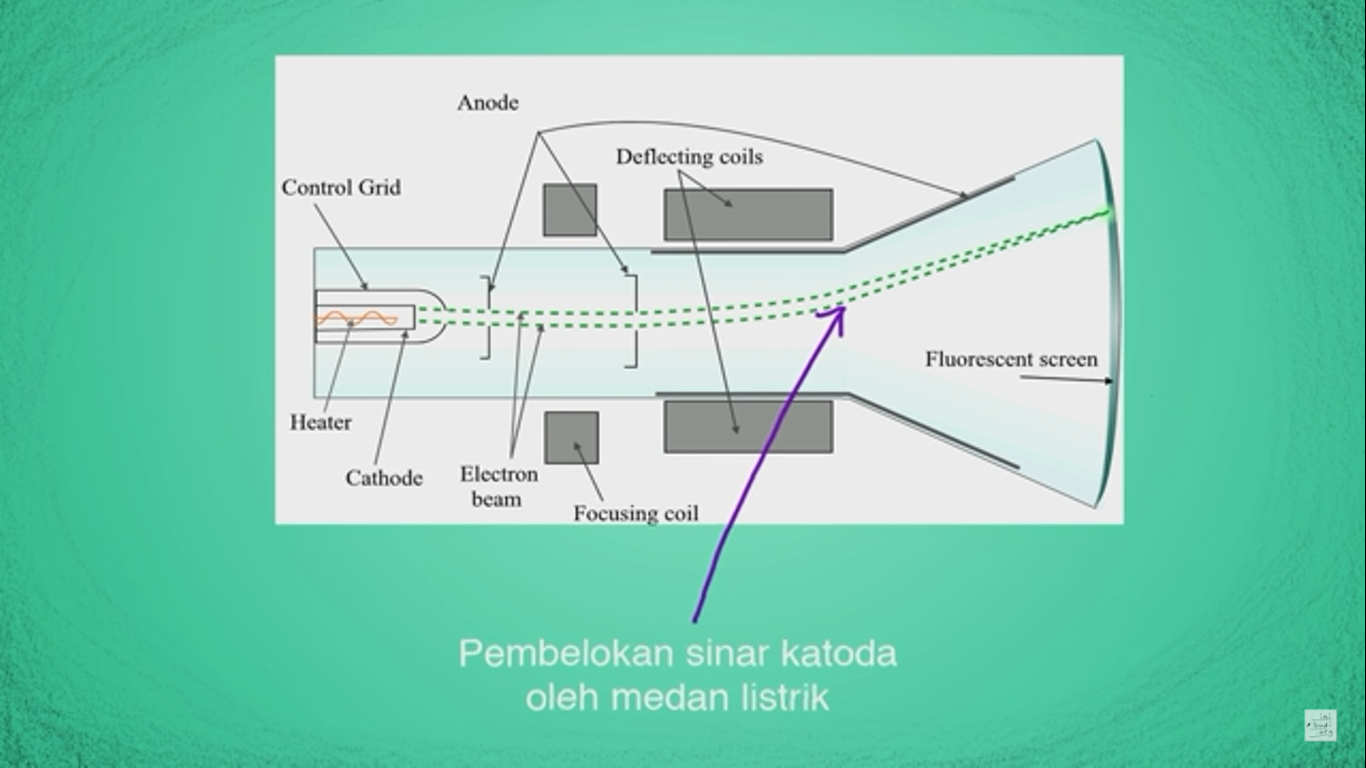 Anode
Deflecting coils
Control Grid
Fluorescent screen
Heater
Cathode
Electron
beam
Focusing coil
Pembelokan sinar katoda
oleh medan listrik